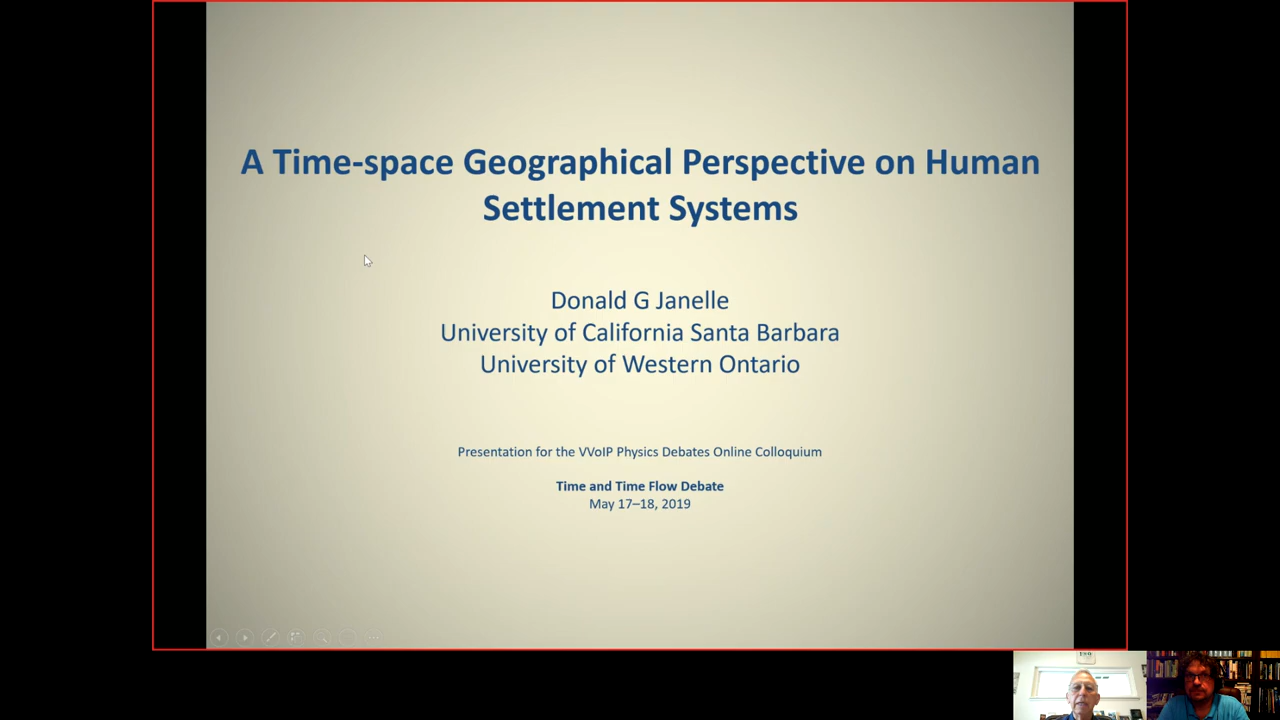 A Time-space Geographical Perspective on Human
Settlement Systems
Donald G Janelle
University of California Santa Barbara
University of Western Ontario
Presentation for the VVoIP Physics Debates Online Colloquium
Time and Time Flow Debate
May 17–18, 2019